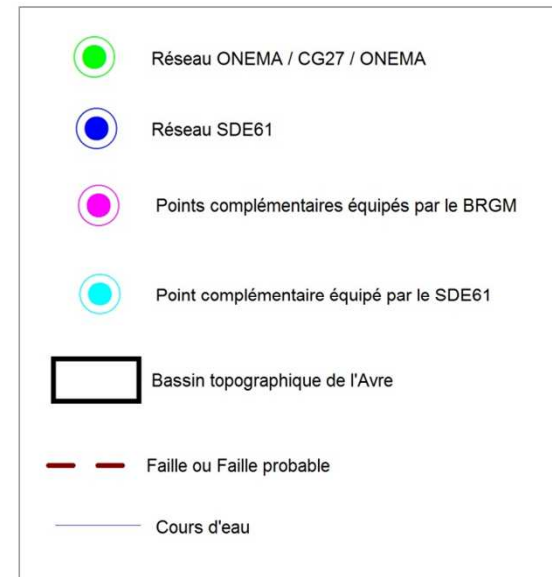 Réseau ONEMA / CG27 / ONEMA
Réseau SDE61
Points complémentaires équipés par le BRGM
Point complémentaire équipé par le SDE61
Bassin topographique de l'Avre
Faille ou Faille probable
Cours d'eau